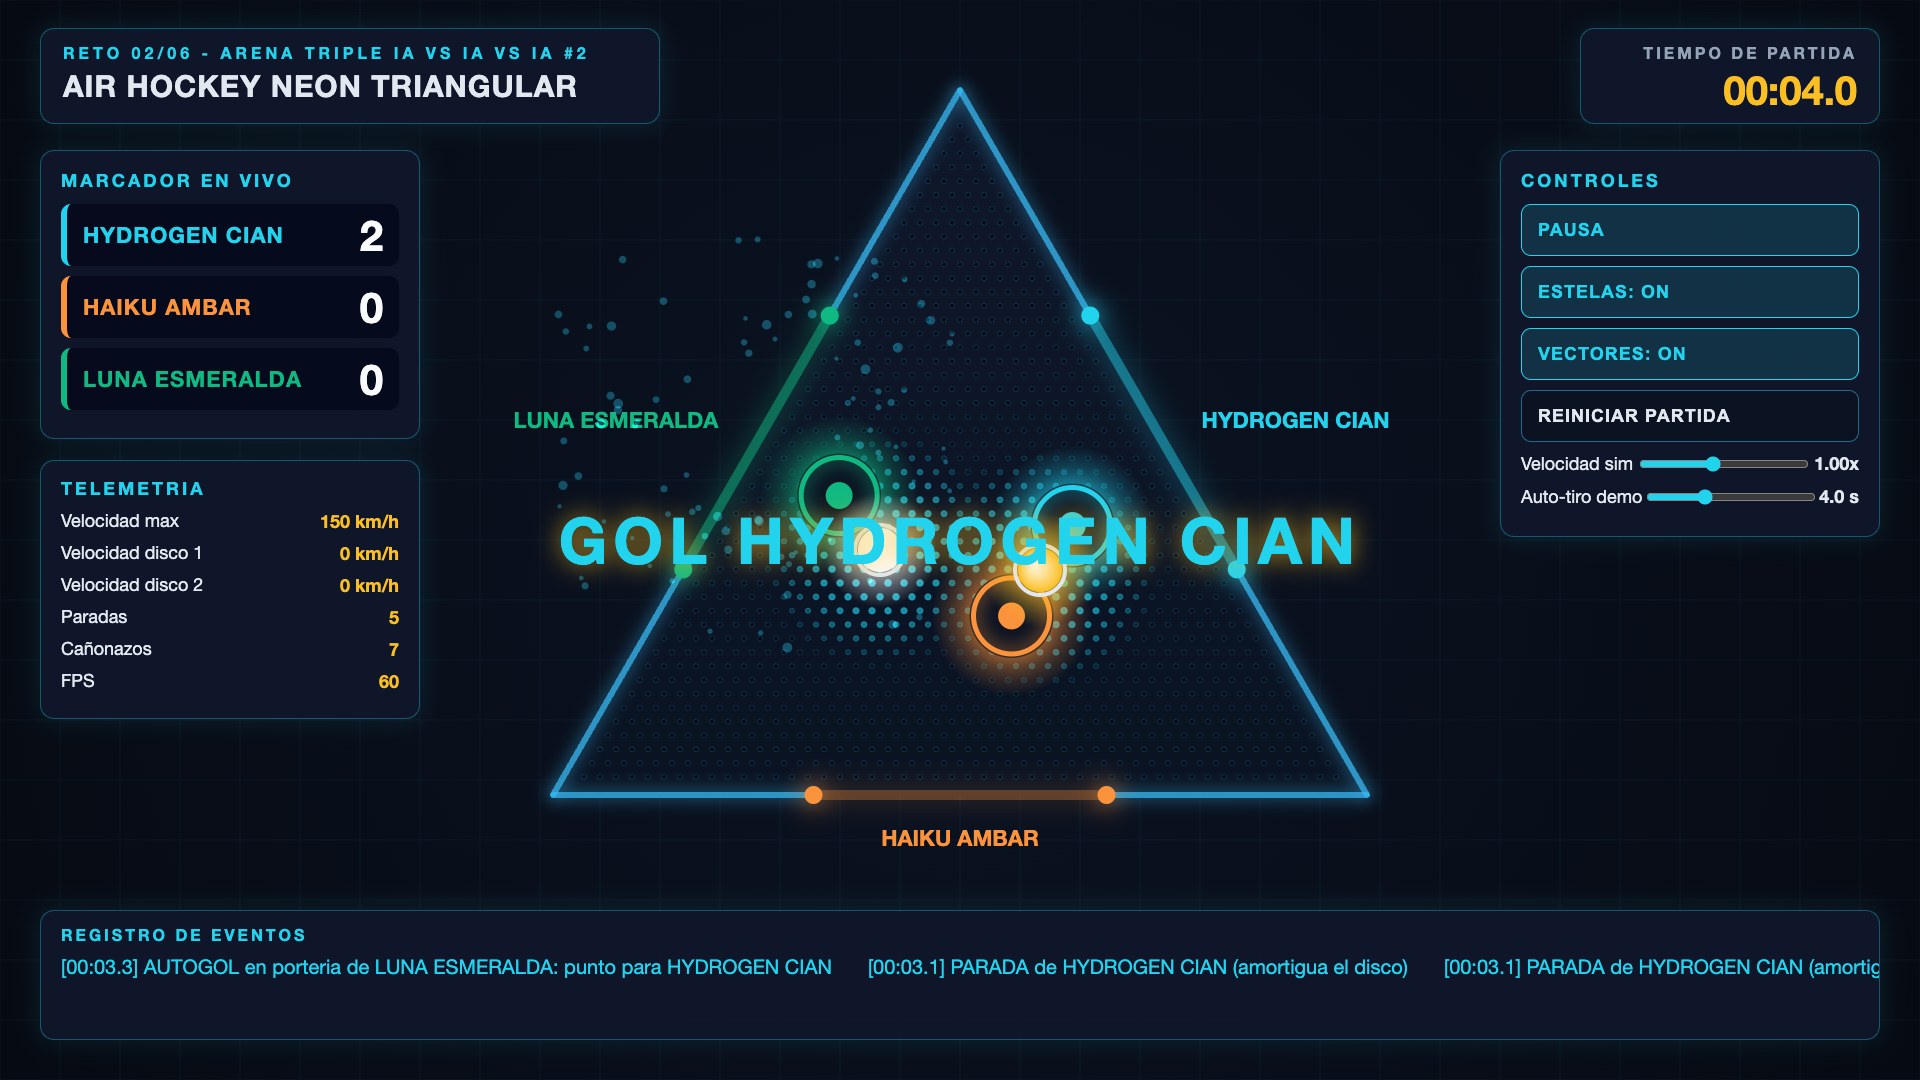 RETO 02/06 - ARENA TRIPLE IA VS IA VS IA #2
AIR HOCKEY NEON TRIANGULAR
TIEMPO DE PARTIDA
00:04.0
MARCADOR EN VIVO
HYDROGEN CIAN 2
HAIKU AMBAR 0
LUNA ESMERALDA 0
TELEMETRIA
Velocidad max 150 km/h
Velocidad disco 1 0 km/h
Velocidad disco 2 0 km/h
Paradas 5
Cañonazos 7
FPS 60
LUNA ESMERALDA
HYDROGEN CIAN
GOL HYDROGEN CIAN
HAIKU AMBAR
CONTROLES
PAUSA
ESTELAS: ON
VECTORES: ON
REINICIAR PARTIDA
Velocidad sim 1.00x
Auto-tiro demo 4.0 s
REGISTRO DE EVENTOS
[00:03.3] AUTOGOL en porteria de LUNA ESMERALDA: punto para HYDROGEN CIAN [00:03.1] PARADA de HYDROGEN CIAN (amortigua el disco) [00:03.1] PARADA de HYDROGEN CIAN (amortig